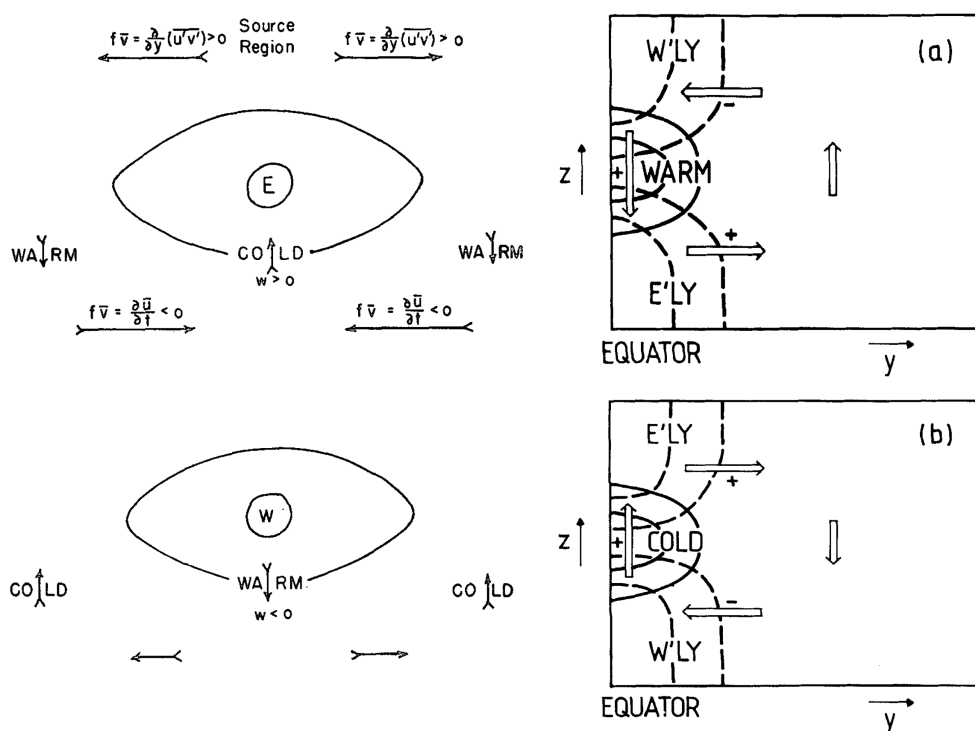 Source
Region
f v̄ = ∂/∂y (u'v')‾ > 0
f v̄ = ∂/∂y (u'v')‾ > 0
E
WARM
COLD
w > 0
WARM
f v̄ = ∂ū/∂t < 0
f v̄ = ∂ū/∂t < 0
W
COLD
WARM
w < 0
COLD
(a)
W'LY
-
z
+
WARM
+
E'LY
EQUATOR
y
(b)
E'LY
+
z
+
COLD
-
W'LY
EQUATOR
y